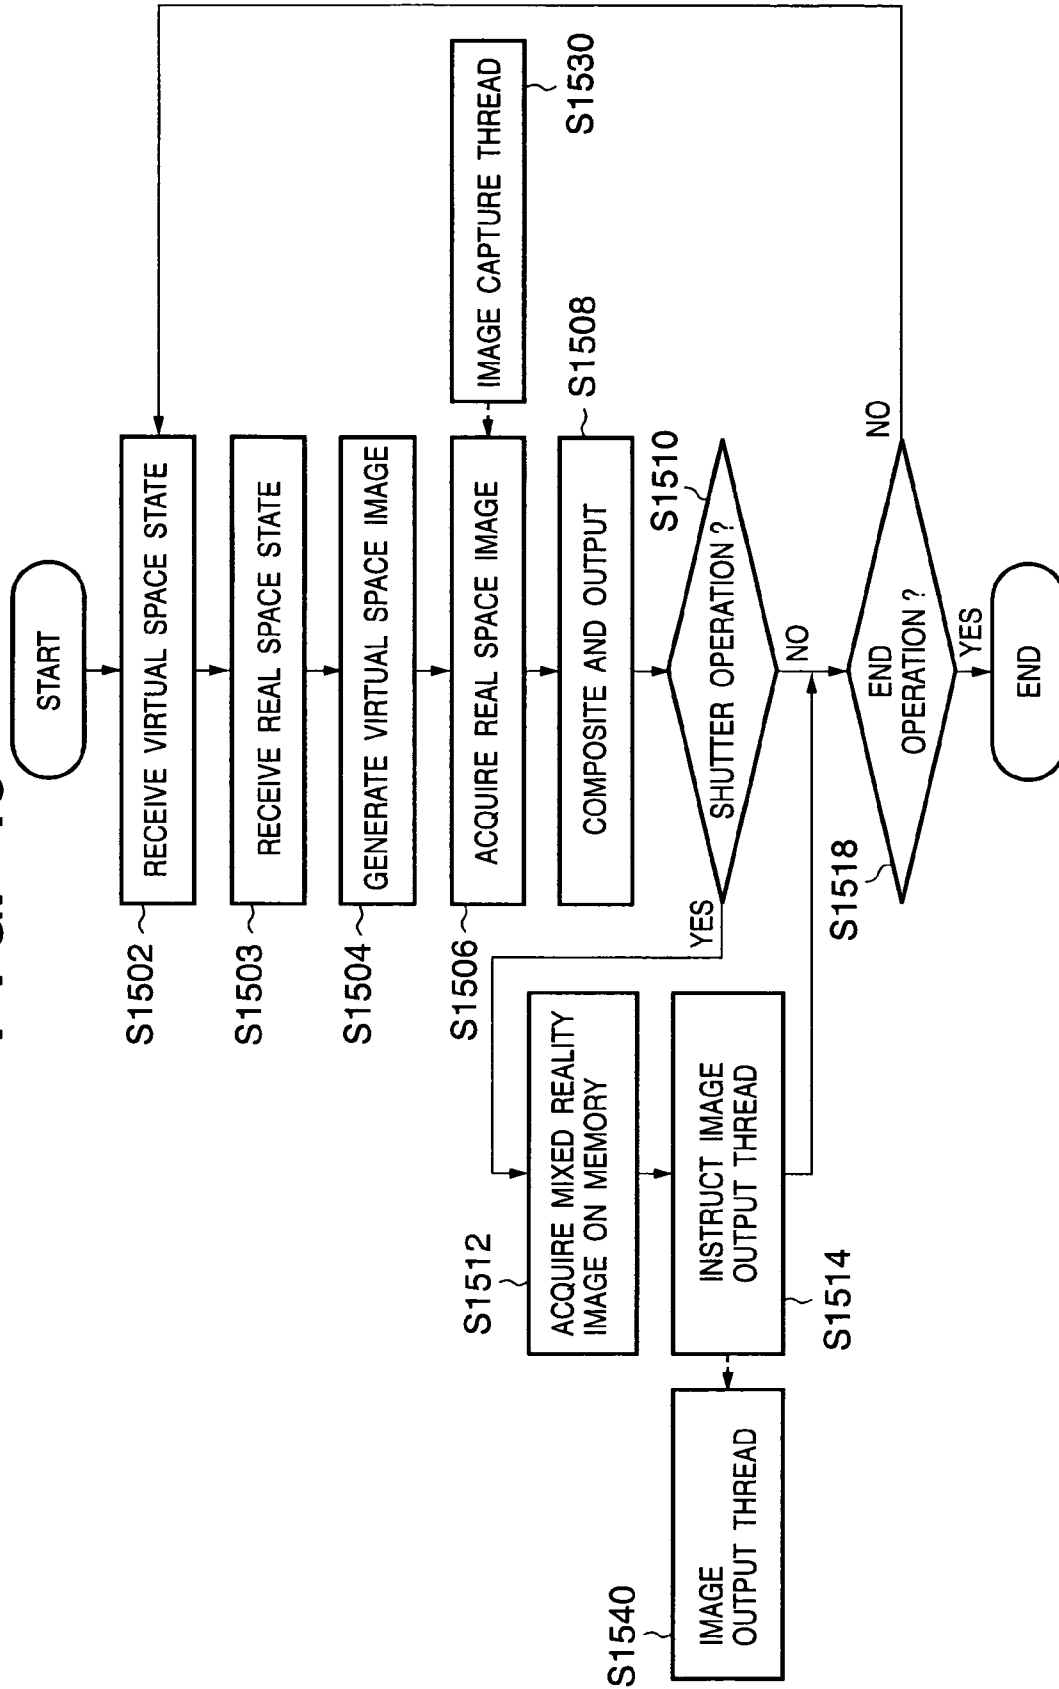 START
RECEIVE VIRTUAL SPACE STATE
S1502
RECEIVE REAL SPACE STATE
S1503
GENERATE VIRTUAL SPACE IMAGE
S1504
ACQUIRE REAL SPACE IMAGE
S1506
IMAGE CAPTURE THREAD
S1530
COMPOSITE AND OUTPUT
S1508
SHUTTER OPERATION ?
S1510
YES
NO
ACQUIRE MIXED REALITY
IMAGE ON MEMORY
S1512
INSTRUCT IMAGE
OUTPUT THREAD
S1514
IMAGE
OUTPUT THREAD
S1540
END
OPERATION ?
S1518
NO
YES
END